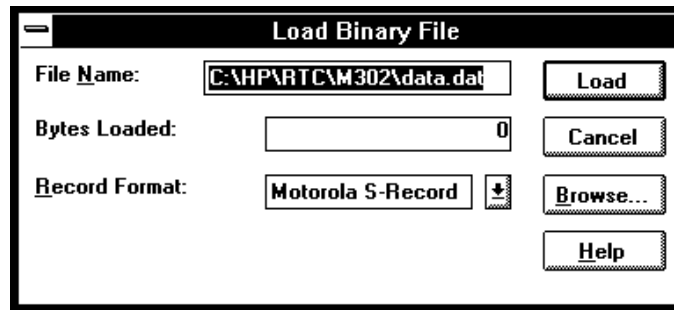 Load Binary File
File Name: C:\HP\RTC\M302\data.dat Load
Bytes Loaded: 0 Cancel
Record Format: Motorola S-Record Browse...
Help